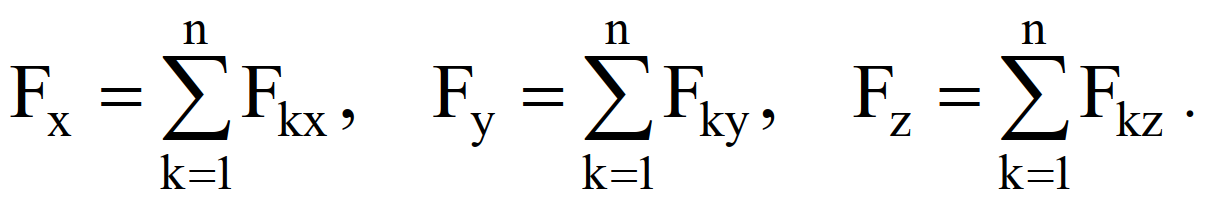 F_x = \sum_{k=1}^{n} F_{kx} ,   F_y = \sum_{k=1}^{n} F_{ky} ,   F_z = \sum_{k=1}^{n} F_{kz} .